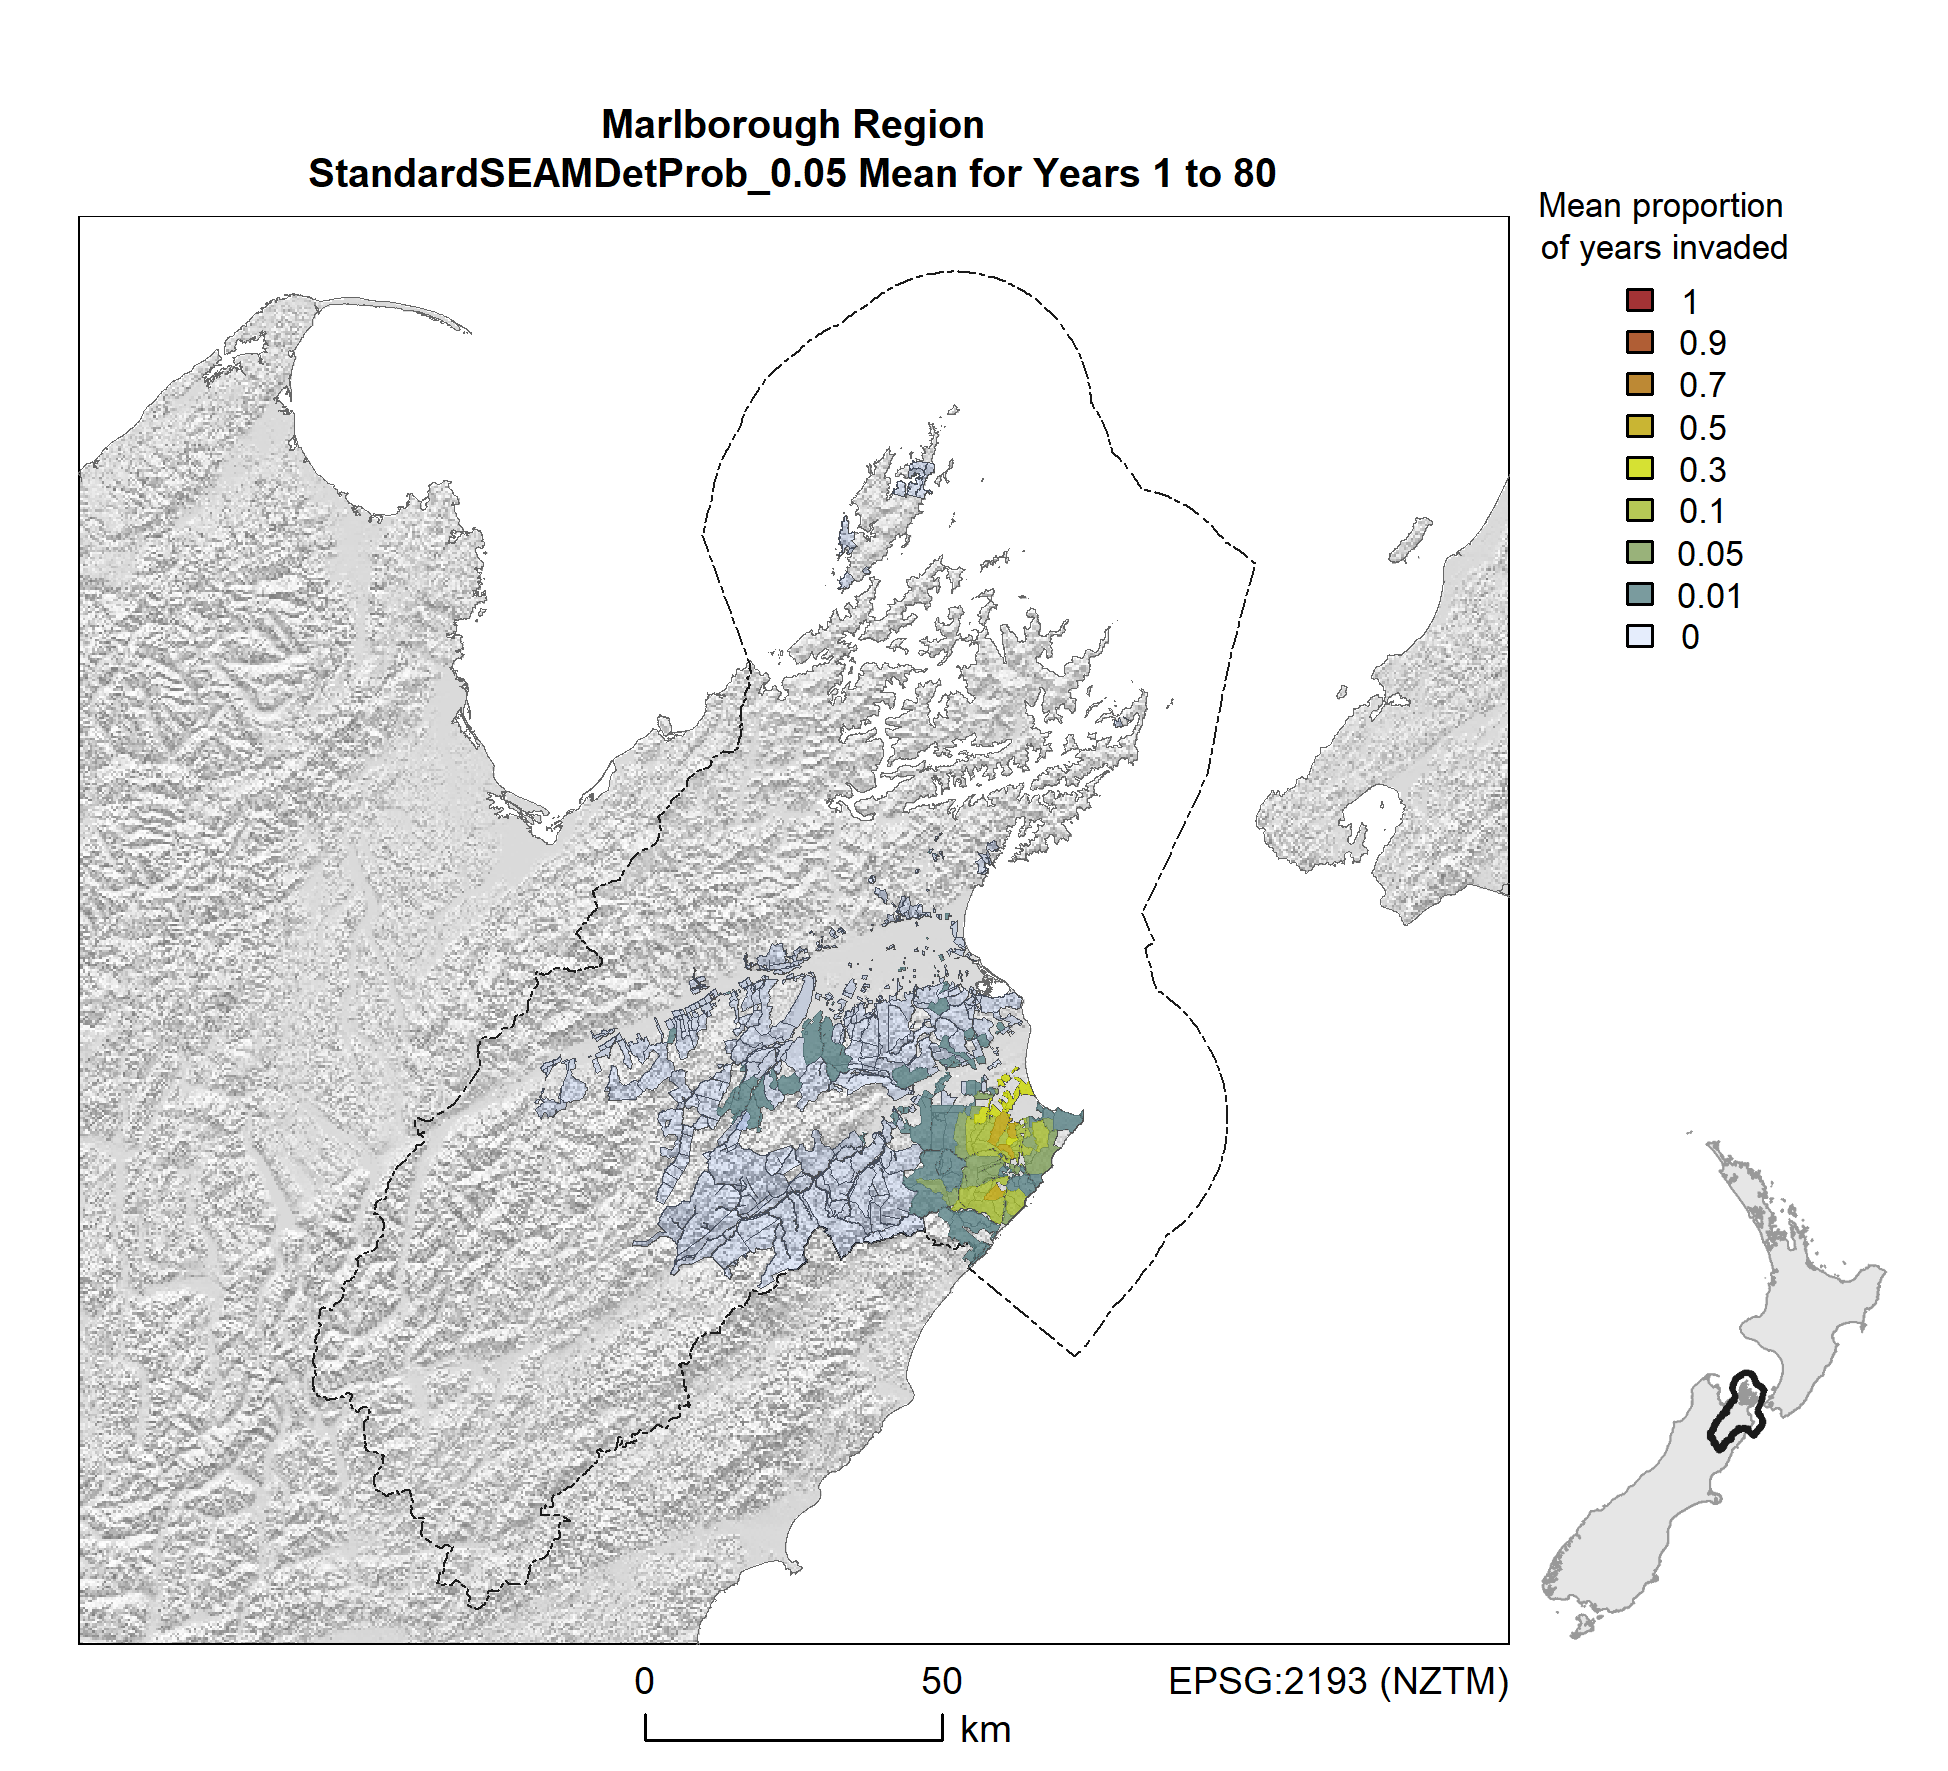 Marlborough Region
StandardSEAMDetProb_0.05 Mean for Years 1 to 80
Mean proportion
of years invaded
1
0.9
0.7
0.5
0.3
0.1
0.05
0.01
0
0 50 EPSG:2193 (NZTM)
km